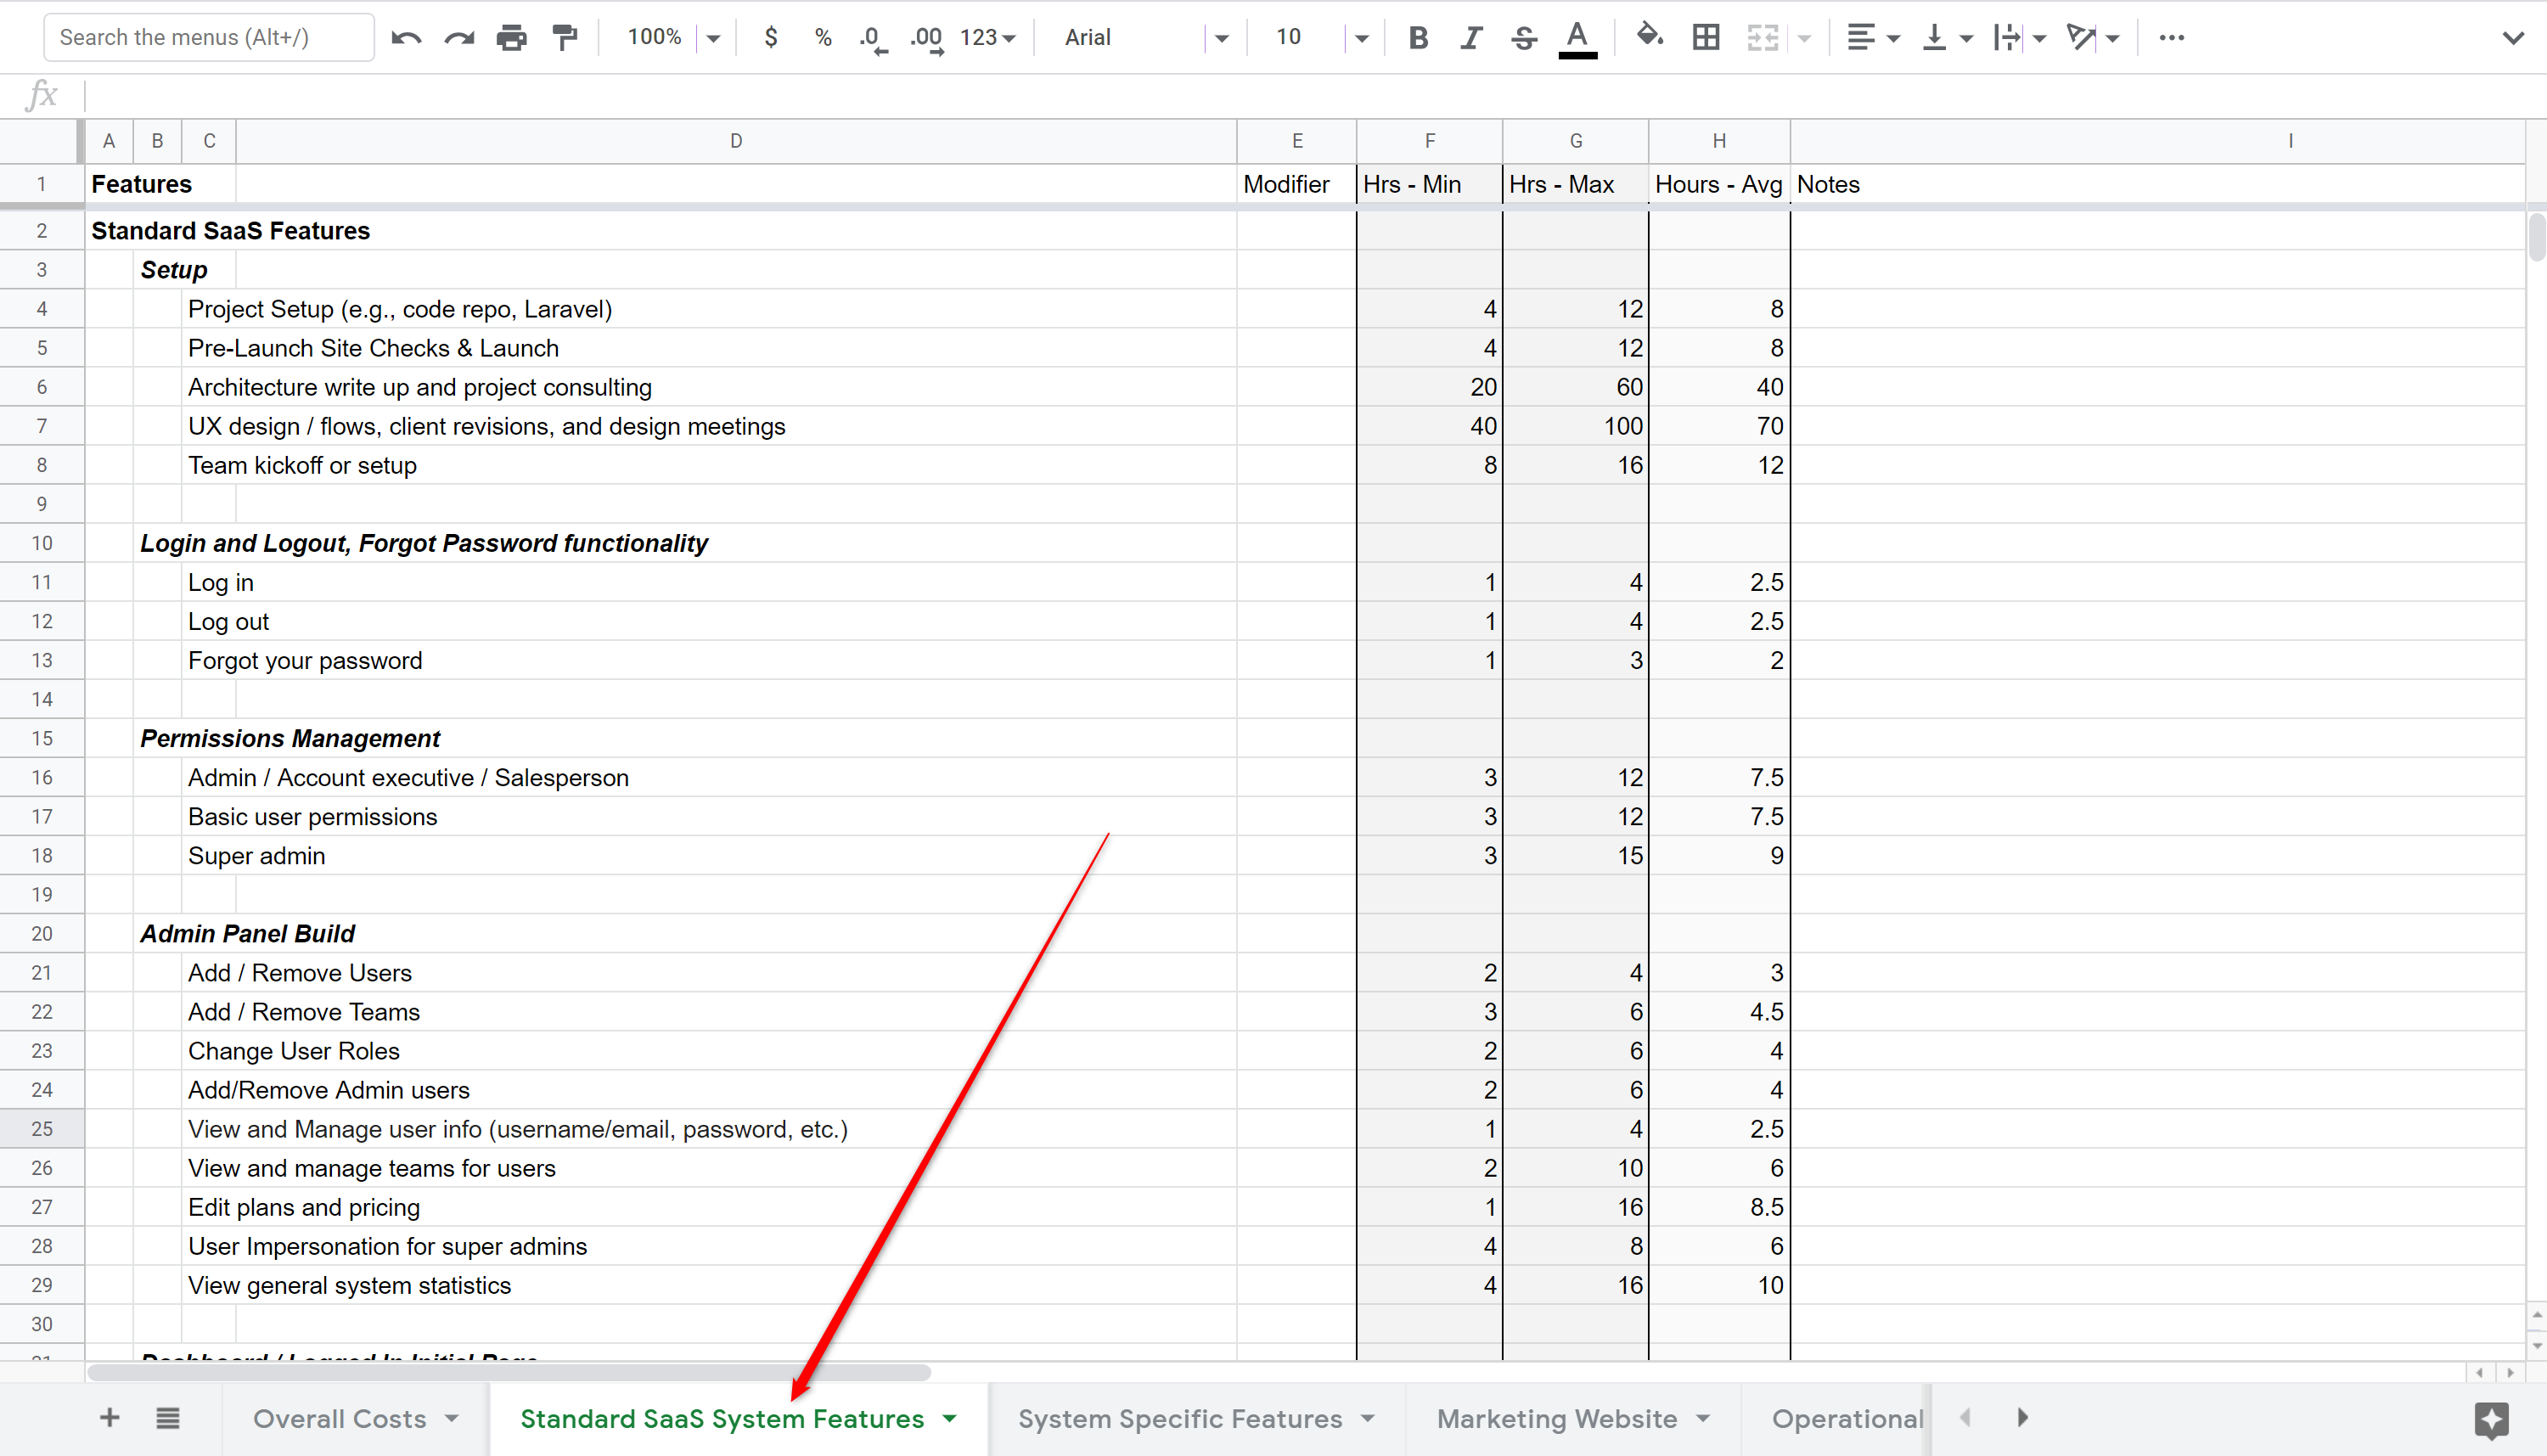 Search the menus (Alt+/) 100% $ % .0 .00 123 Arial 10 B I S A
fx
A B C D E F G H I
1 Features Modifier Hrs - Min Hrs - Max Hours - Avg Notes
2 Standard SaaS Features
3 Setup
4 Project Setup (e.g., code repo, Laravel) 4 12 8
5 Pre-Launch Site Checks & Launch 4 12 8
6 Architecture write up and project consulting 20 60 40
7 UX design / flows, client revisions, and design meetings 40 100 70
8 Team kickoff or setup 8 16 12
9
10 Login and Logout, Forgot Password functionality
11 Log in 1 4 2.5
12 Log out 1 4 2.5
13 Forgot your password 1 3 2
14
15 Permissions Management
16 Admin / Account executive / Salesperson 3 12 7.5
17 Basic user permissions 3 12 7.5
18 Super admin 3 15 9
19
20 Admin Panel Build
21 Add / Remove Users 2 4 3
22 Add / Remove Teams 3 6 4.5
23 Change User Roles 2 6 4
24 Add/Remove Admin users 2 6 4
25 View and Manage user info (username/email, password, etc.) 1 4 2.5
26 View and manage teams for users 2 10 6
27 Edit plans and pricing 1 16 8.5
28 User Impersonation for super admins 4 8 6
29 View general system statistics 4 16 10
30
31 Dashboard / Logged In Initial Page
Overall Costs Standard SaaS System Features System Specific Features Marketing Website Operational